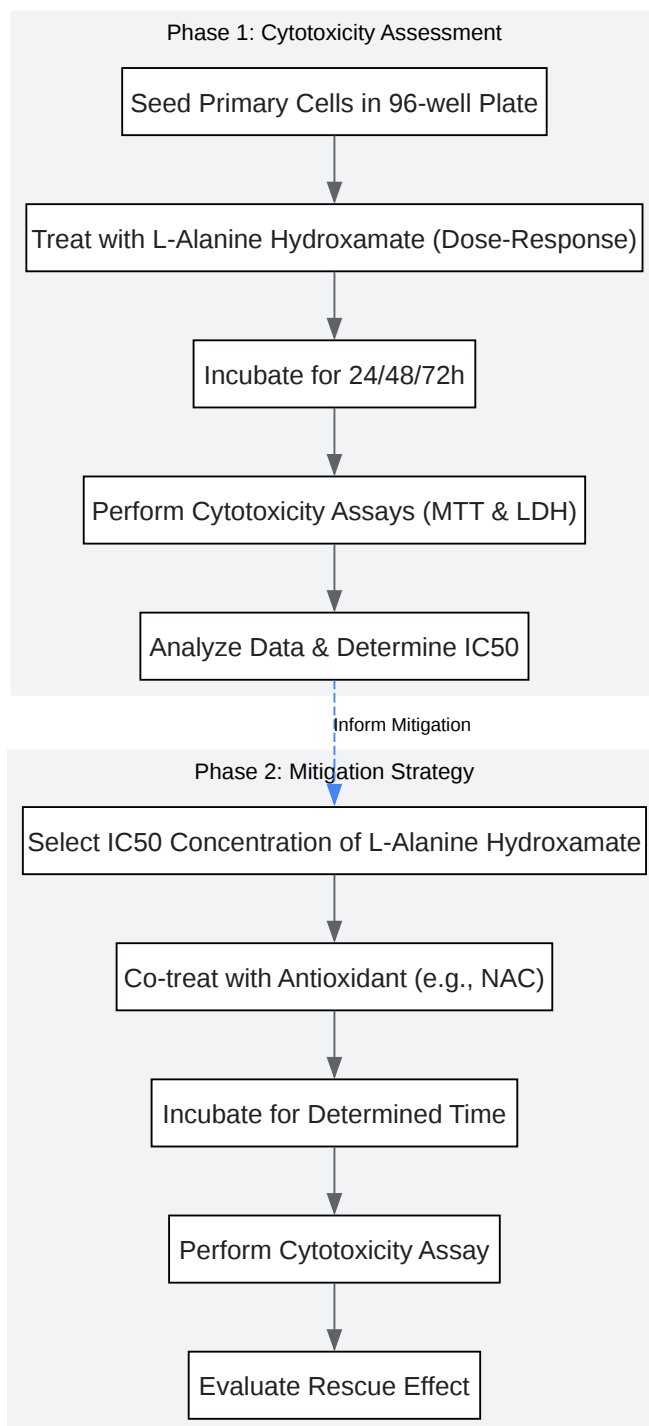 Phase 1: Cytotoxicity Assessment
Seed Primary Cells in 96-well Plate
Treat with L-Alanine Hydroxamate (Dose-Response)
Incubate for 24/48/72h
Perform Cytotoxicity Assays (MTT & LDH)
Analyze Data & Determine IC50
Inform Mitigation
Phase 2: Mitigation Strategy
Select IC50 Concentration of L-Alanine Hydroxamate
Co-treat with Antioxidant (e.g., NAC)
Incubate for Determined Time
Perform Cytotoxicity Assay
Evaluate Rescue Effect